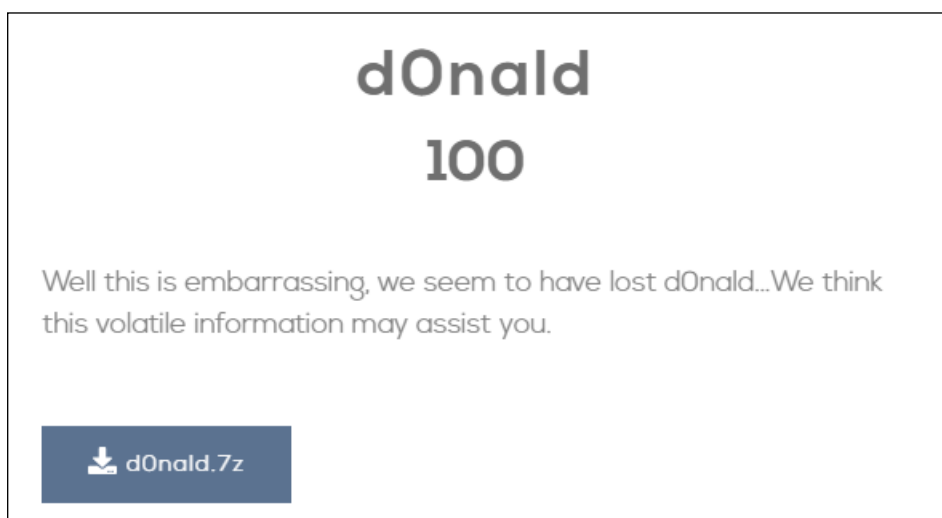 d0nald
100
Well this is embarrassing, we seem to have lost d0nald...We think
this volatile information may assist you.
d0nald.7z